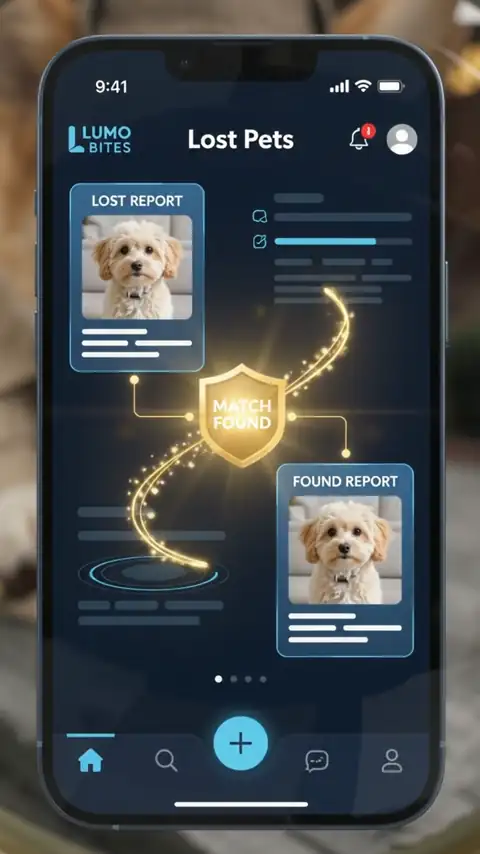 9:41
LUMO
BITES
Lost Pets
LOST REPORT
MATCH
FOUND
FOUND REPORT